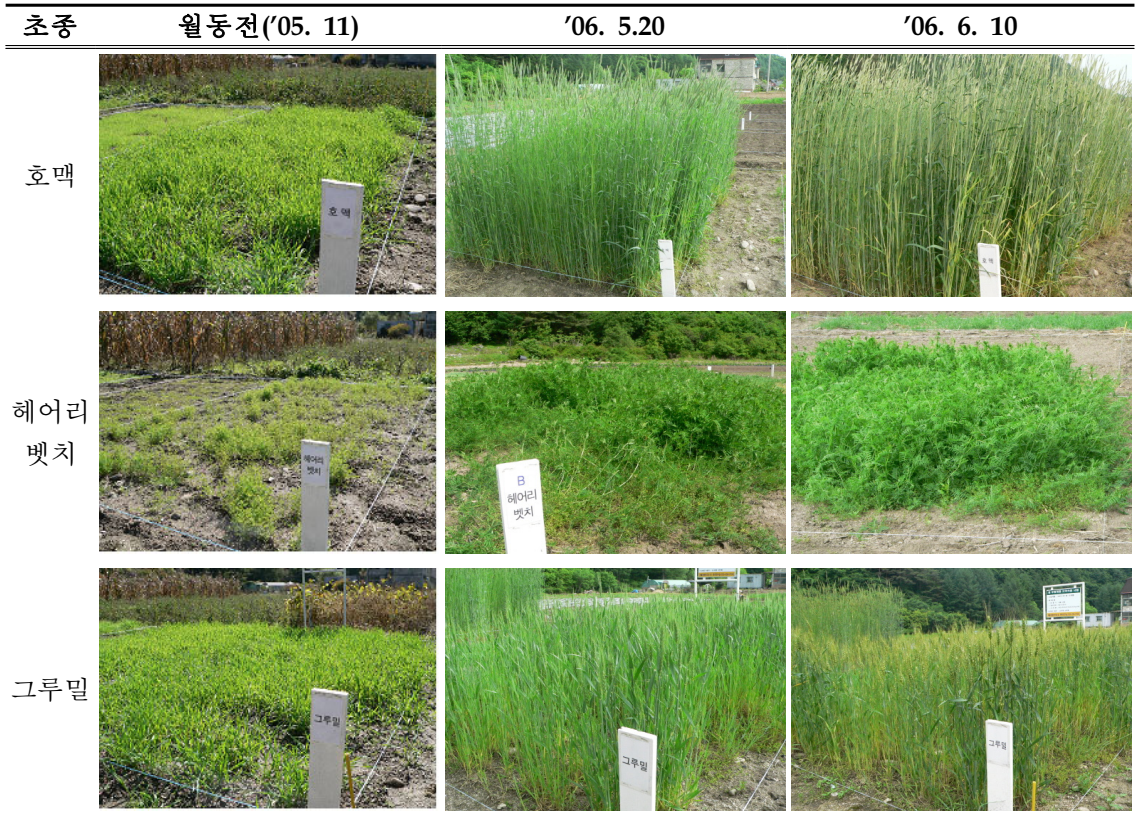 초종 월동전('05. 11) '06. 5.20 '06. 6. 10
호맥
호맥
호맥
헤어리
벳치
헤어리
벳치
B
헤어리
벳치
그루밀
그루밀
그루밀
그루밀